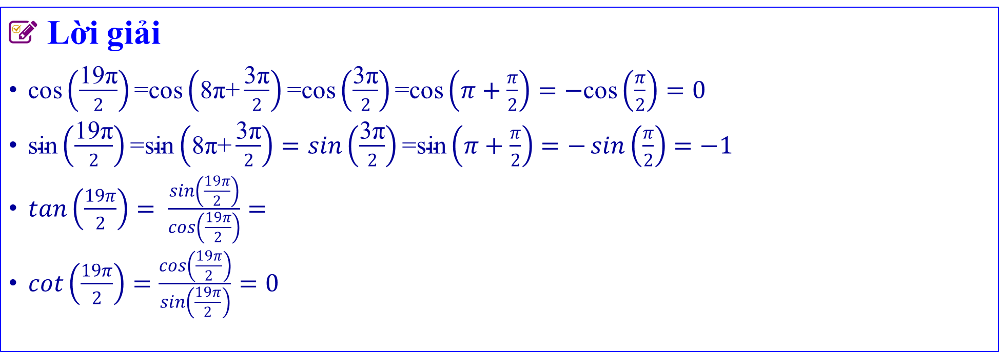 Lời giải
• cos(19π/2)=cos(8π+3π/2)=cos(3π/2)=cos(π + π/2) = −cos(π/2) = 0
• sin(19π/2)=sin(8π+3π/2) = sin(3π/2)=sin(π + π/2) = − sin(π/2) = −1
• tan(19π/2) = sin(19π/2)/cos(19π/2) =
• cot(19π/2) = cos(19π/2)/sin(19π/2) = 0